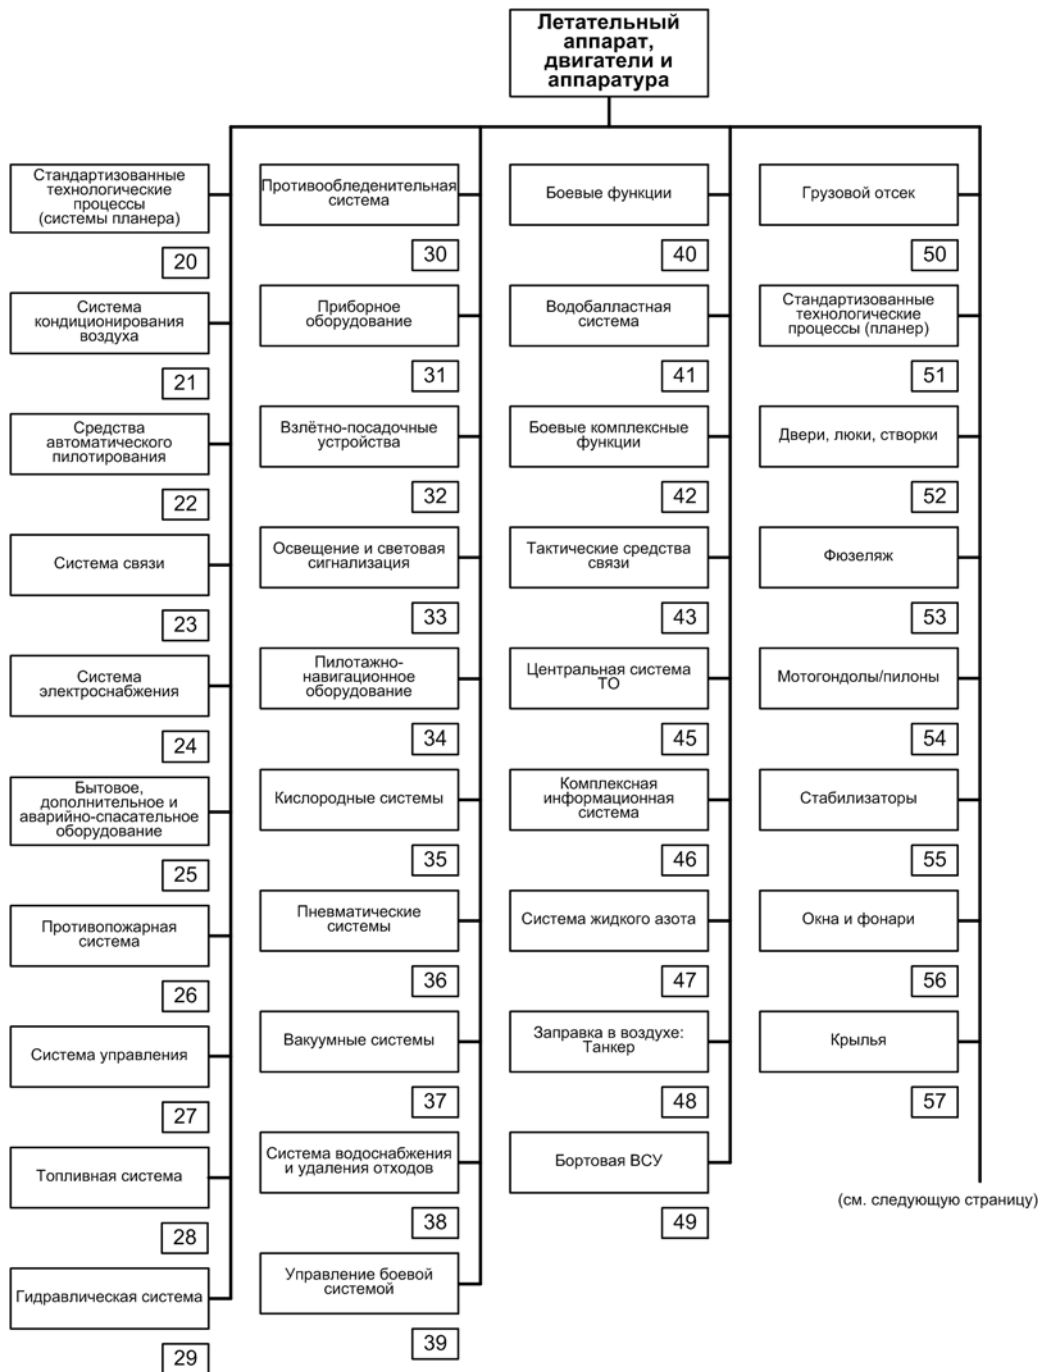 Летательный
аппарат,
двигатели и
аппаратура
Стандартизованные
технологические
процессы
(системы планера)
20
Система
кондиционирования
воздуха
21
Средства
автоматического
пилотирования
22
Система связи
23
Система
электроснабжения
24
Бытовое,
дополнительное и
аварийно-спасательное
оборудование
25
Противопожарная
система
26
Система управления
27
Топливная система
28
Гидравлическая система
29
Противообледенительная
система
30
Приборное
оборудование
31
Взлётно-посадочные
устройства
32
Освещение и световая
сигнализация
33
Пилотажно-
навигационное
оборудование
34
Кислородные системы
35
Пневматические
системы
36
Вакуумные системы
37
Система водоснабжения
и удаления отходов
38
Управление боевой
системой
39
Боевые функции
40
Водобалластная
система
41
Боевые комплексные
функции
42
Тактические средства
связи
43
Центральная система
ТО
45
Комплексная
информационная
система
46
Система жидкого азота
47
Заправка в воздухе:
Танкер
48
Бортовая ВСУ
49
Грузовой отсек
50
Стандартизованные
технологические
процессы (планер)
51
Двери, люки, створки
52
Фюзеляж
53
Мотогондолы/пилоны
54
Стабилизаторы
55
Окна и фонари
56
Крылья
57
(см. следующую страницу)